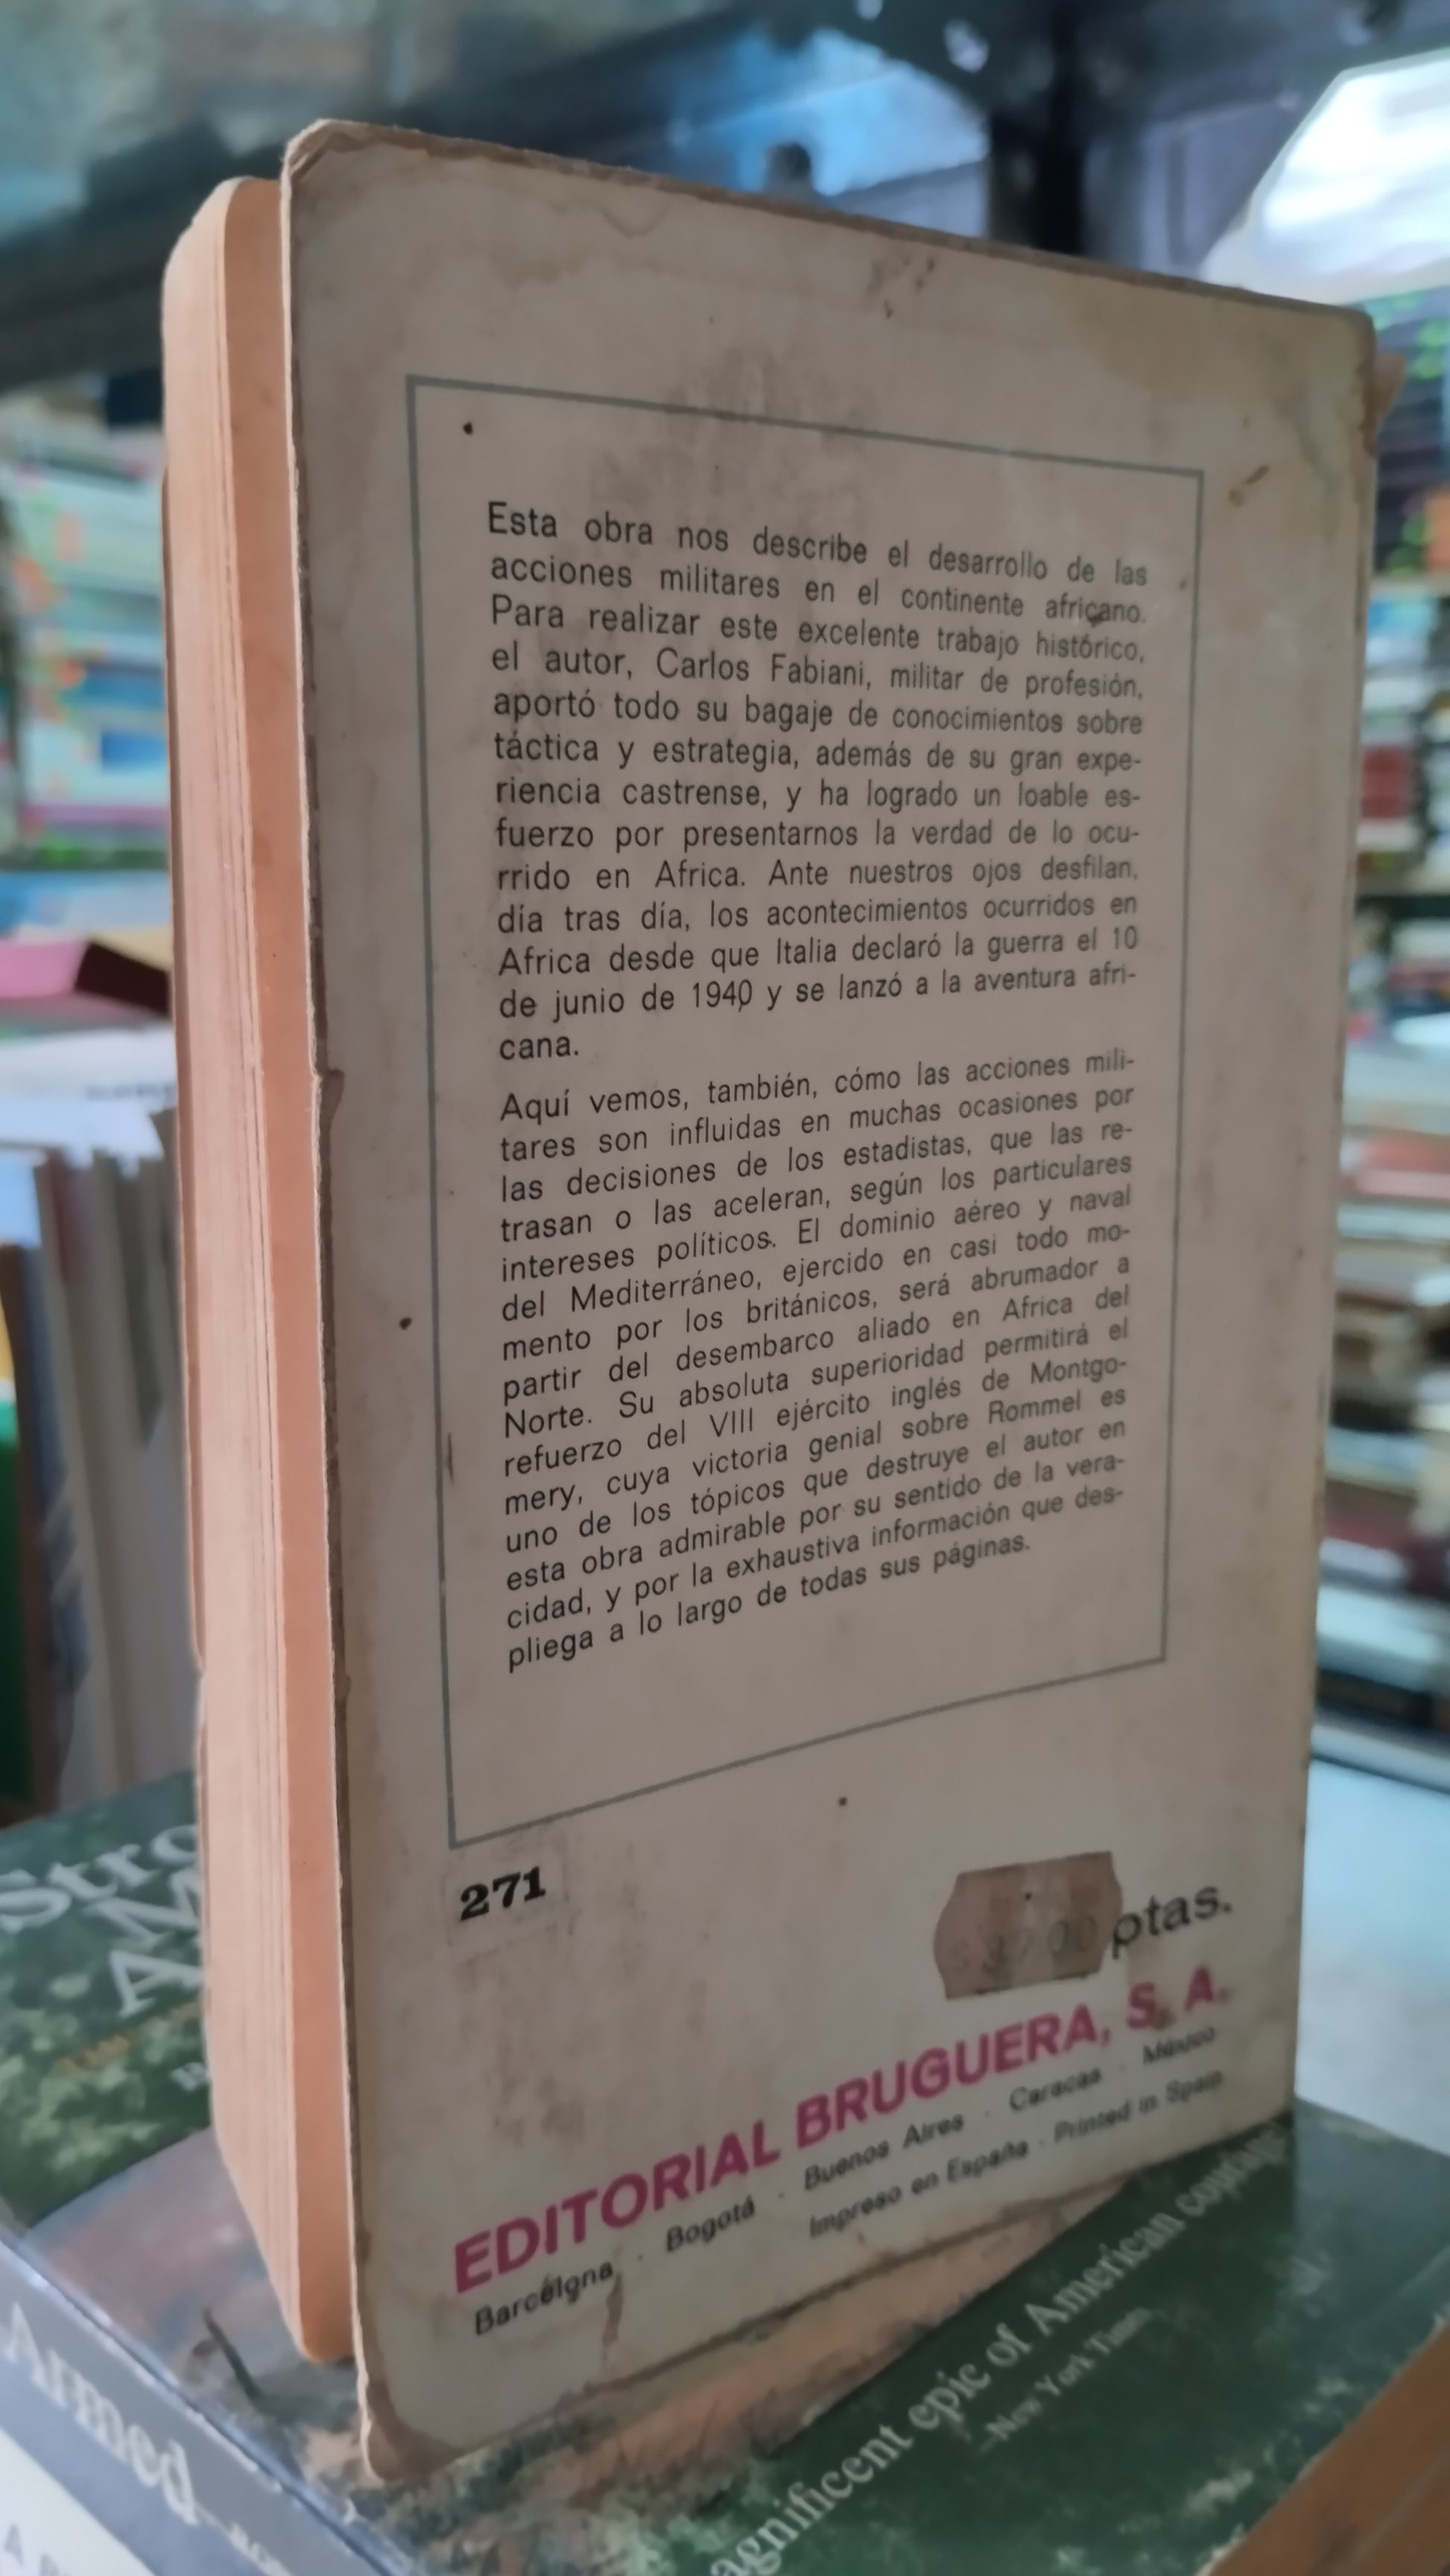 Esta obra nos describe el desarrollo de las
acciones militares en el continente africano.
Para realizar este excelente trabajo histórico,
el autor, Carlos Fabiani, militar de profesión,
aportó todo su bagaje de conocimientos sobre
táctica y estrategia, además de su gran expe-
riencia castrense, y ha logrado un loable es-
fuerzo por presentarnos la verdad de lo ocu-
rrido en Africa. Ante nuestros ojos desfilan,
día tras día, los acontecimientos ocurridos en
Africa desde que Italia declaró la guerra el 10
de junio de 1940 y se lanzó a la aventura afri-
cana.
Aquí vemos, también, cómo las acciones mili-
tares son influidas en muchas ocasiones por
las decisiones de los estadistas, que las re-
trasan o las aceleran, según los particulares
intereses políticos. El dominio aéreo y naval
del Mediterráneo, ejercido en casi todo mo-
mento por los británicos, será abrumador a
partir del desembarco aliado en Africa del
Norte. Su absoluta superioridad permitirá el
refuerzo del VIII ejército inglés de Montgo-
mery, cuya victoria genial sobre Rommel es
uno de los tópicos que destruye el autor en
esta obra admirable por su sentido de la vera-
cidad, y por la exhaustiva información que des-
pliega a lo largo de todas sus páginas.
271
ptas.
EDITORIAL BRUGUERA, S. A.
Barcelona · Bogotá · Buenos Aires · Caracas · México
Impreso en España · Printed in Spain
Stro
M
A
Armed
agnificent epic of American courage
—New York Times